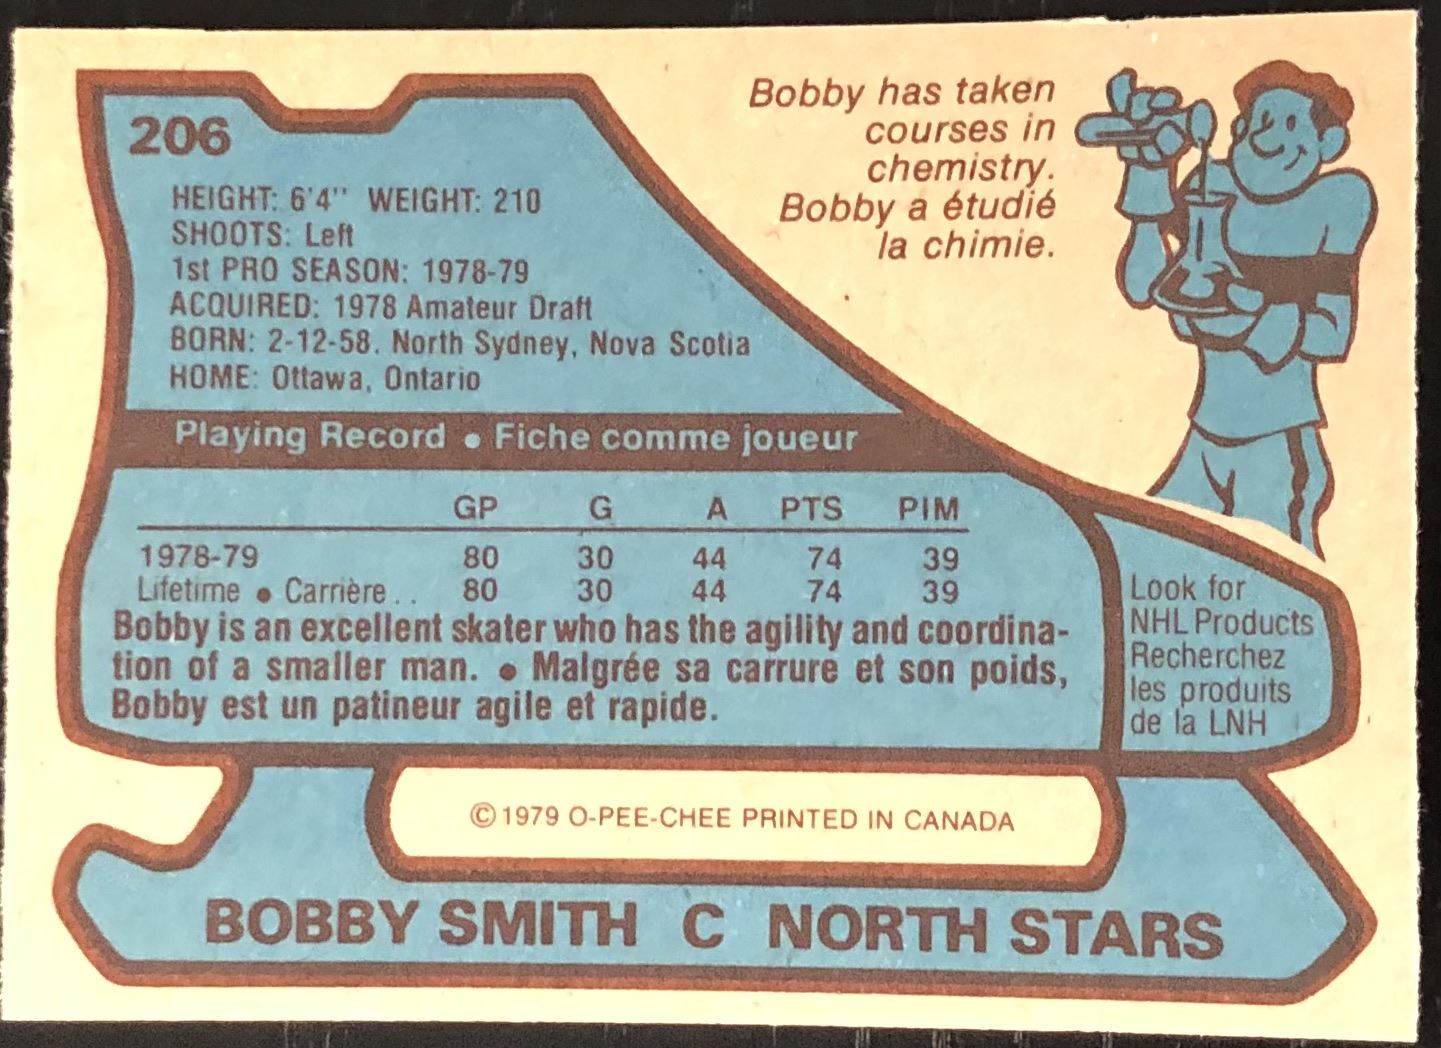 206
Bobby has taken
courses in
chemistry.
Bobby a étudié
la chimie.
HEIGHT: 6'4" WEIGHT: 210
SHOOTS: Left
1st PRO SEASON: 1978-79
ACQUIRED: 1978 Amateur Draft
BORN: 2-12-58. North Sydney, Nova Scotia
HOME: Ottawa, Ontario
Playing Record • Fiche comme joueur
GP G A PTS PIM
1978-79 80 30 44 74 39
Lifetime • Carrière . . 80 30 44 74 39
Bobby is an excellent skater who has the agility and coordina-
tion of a smaller man. • Malgrée sa carrure et son poids,
Bobby est un patineur agile et rapide.
Look for
NHL Products
Recherchez
les produits
de la LNH
© 1979 O-PEE-CHEE PRINTED IN CANADA
BOBBY SMITH C NORTH STARS